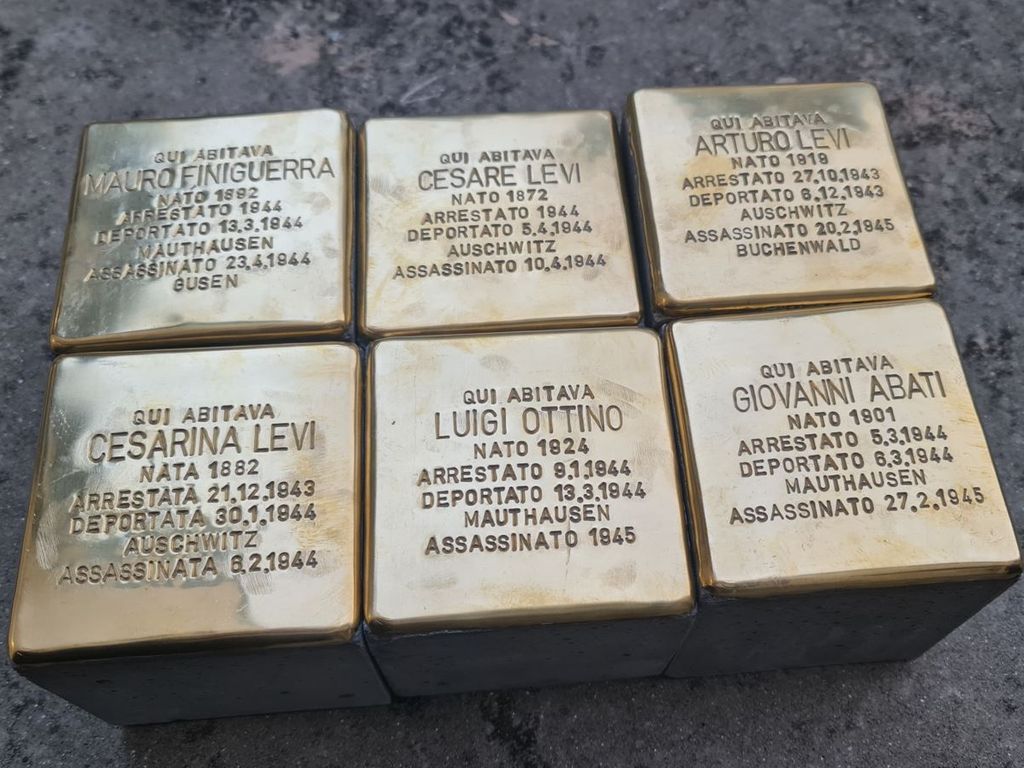 QUI ABITAVA
MAURO FINIGUERRA
NATO 1892
ARRESTATO 1944
DEPORTATO 13.3.1944
MAUTHAUSEN
ASSASSINATO 23.4.1944
GUSEN
QUI ABITAVA
CESARE LEVI
NATO 1872
ARRESTATO 1944
DEPORTATO 5.4.1944
AUSCHWITZ
ASSASSINATO 10.4.1944
QUI ABITAVA
ARTURO LEVI
NATO 1919
ARRESTATO 27.10.1943
DEPORTATO 6.12.1943
AUSCHWITZ
ASSASSINATO 20.2.1945
BUCHENWALD
QUI ABITAVA
CESARINA LEVI
NATA 1882
ARRESTATA 21.12.1943
DEPORTATA 30.1.1944
AUSCHWITZ
ASSASSINATA 6.2.1944
QUI ABITAVA
LUIGI OTTINO
NATO 1924
ARRESTATO 9.1.1944
DEPORTATO 13.3.1944
MAUTHAUSEN
ASSASSINATO 1945
QUI ABITAVA
GIOVANNI ABATI
NATO 1901
ARRESTATO 5.3.1944
DEPORTATO 6.3.1944
MAUTHAUSEN
ASSASSINATO 27.2.1945